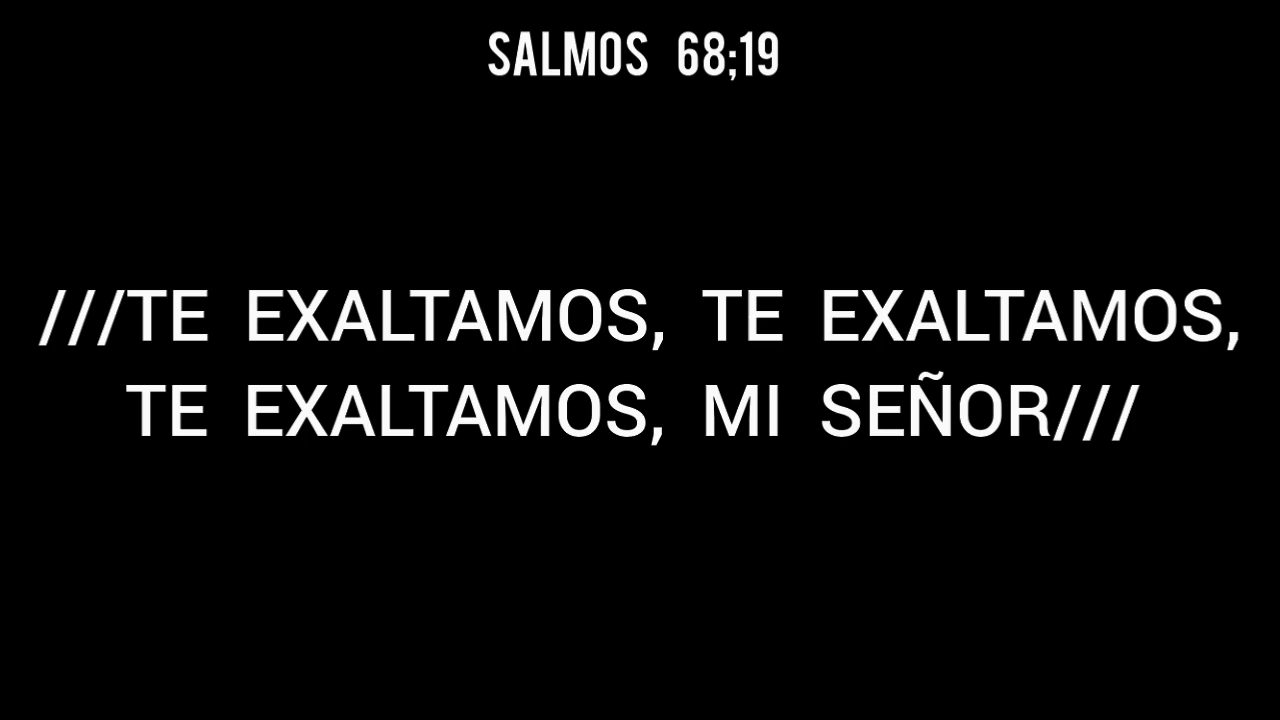 SALMOS 68;19
///TE EXALTAMOS, TE EXALTAMOS,
TE EXALTAMOS, MI SEÑOR///